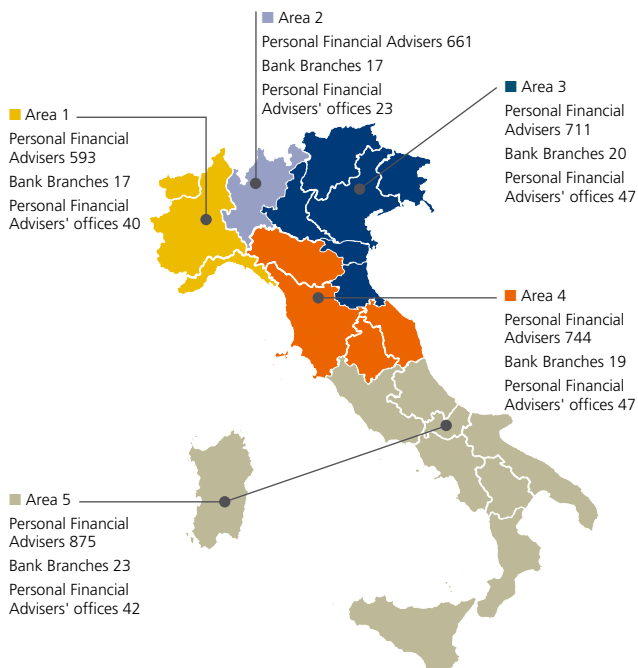 Area 1
Personal Financial
Advisers 593
Bank Branches 17
Personal Financial
Advisers' offices 40
Area 2
Personal Financial Advisers 661
Bank Branches 17
Personal Financial
Advisers' offices 23
Area 3
Personal Financial
Advisers 711
Bank Branches 20
Personal Financial
Advisers' offices 47
Area 4
Personal Financial
Advisers 744
Bank Branches 19
Personal Financial
Advisers' offices 47
Area 5
Personal Financial
Advisers 875
Bank Branches 23
Personal Financial
Advisers' offices 42